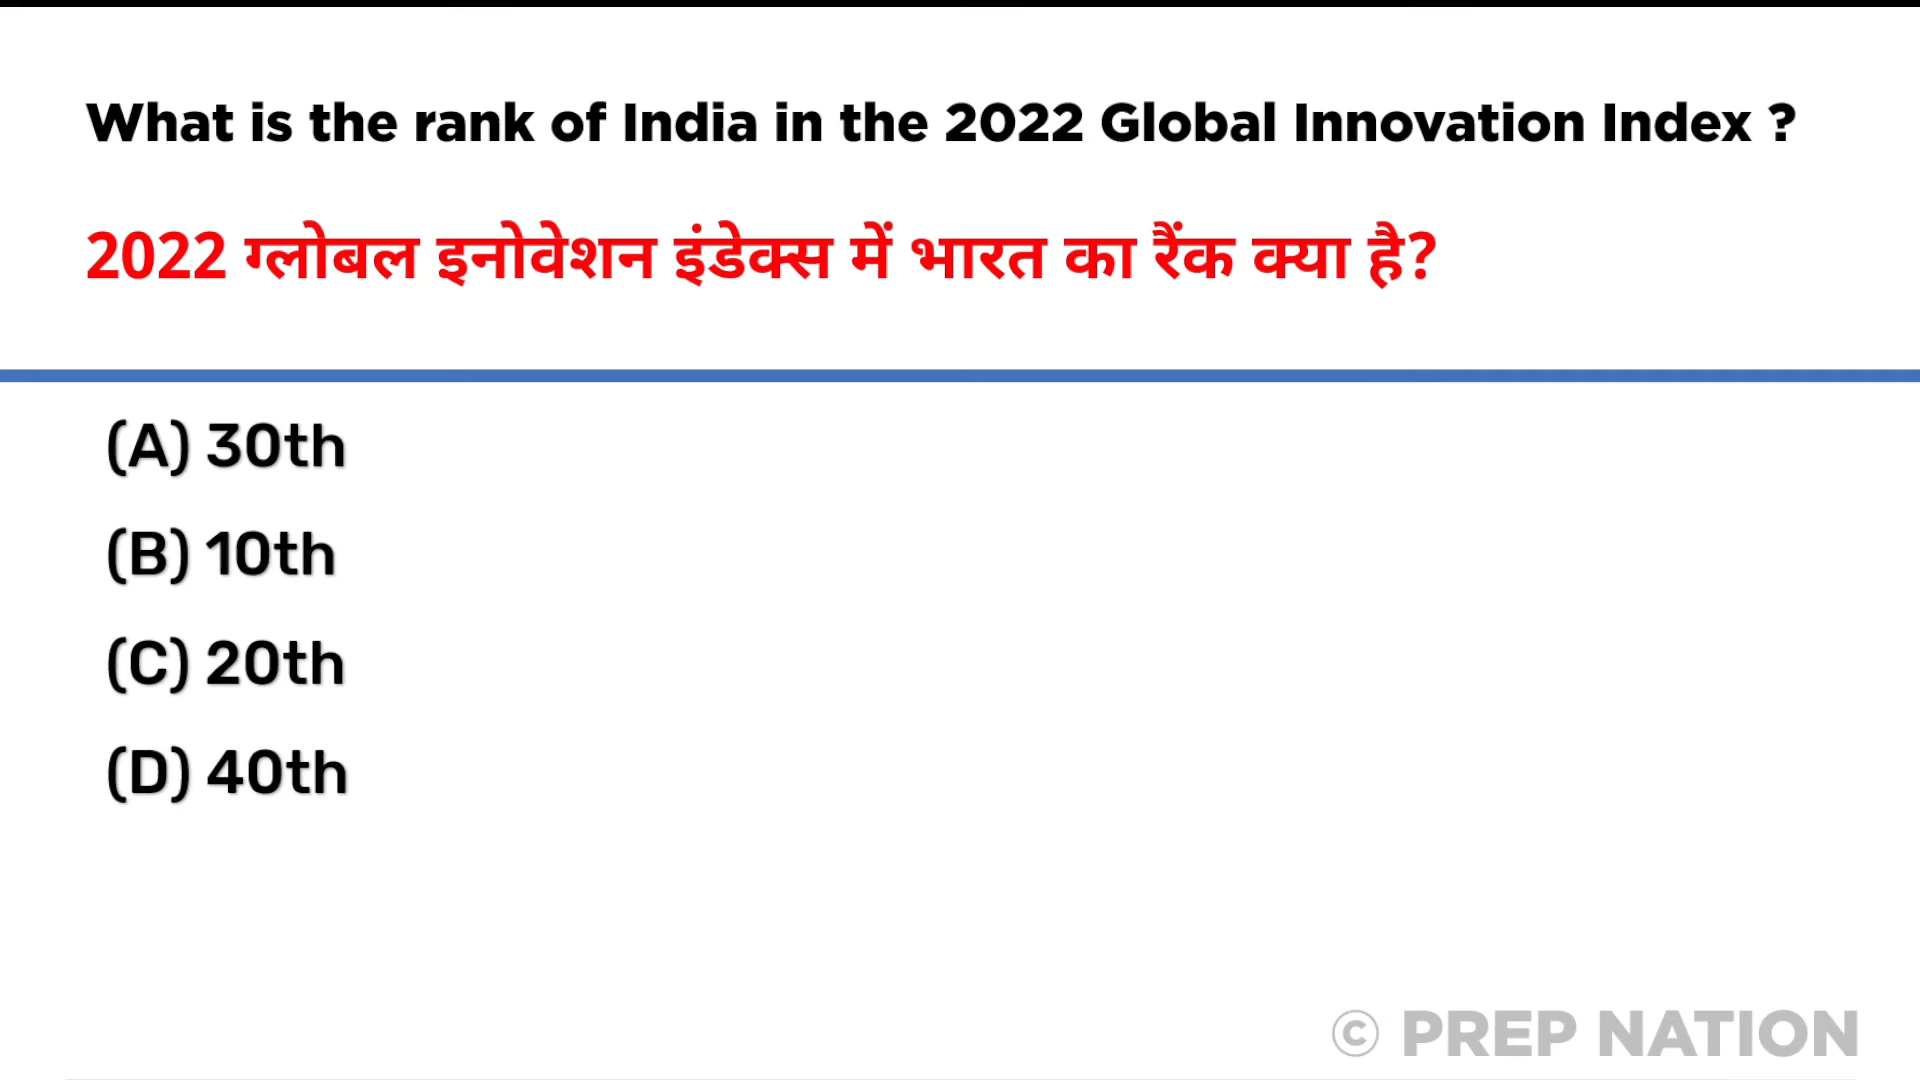 What is the rank of India in the 2022 Global Innovation Index ?
2022 ग्लोबल इनोवेशन इंडेक्स में भारत का रैंक क्या है?
(A) 30th
(B) 10th
(C) 20th
(D) 40th
© PREP NATION